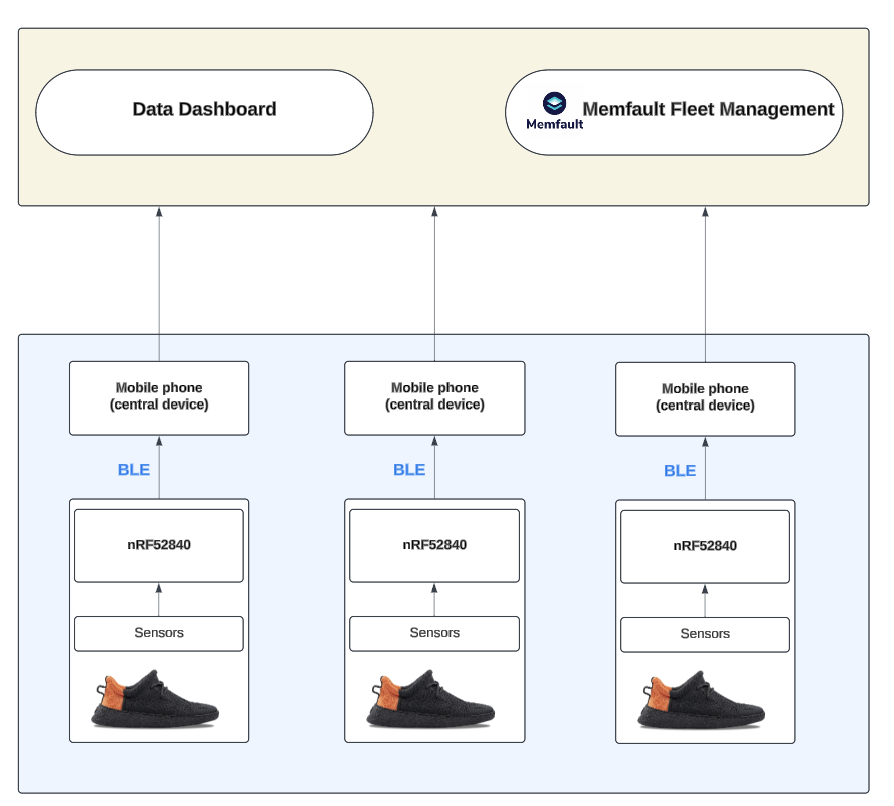 Data Dashboard
Memfault
Memfault Fleet Management
Mobile phone
(central device)
Mobile phone
(central device)
Mobile phone
(central device)
BLE
BLE
BLE
nRF52840
nRF52840
nRF52840
Sensors
Sensors
Sensors